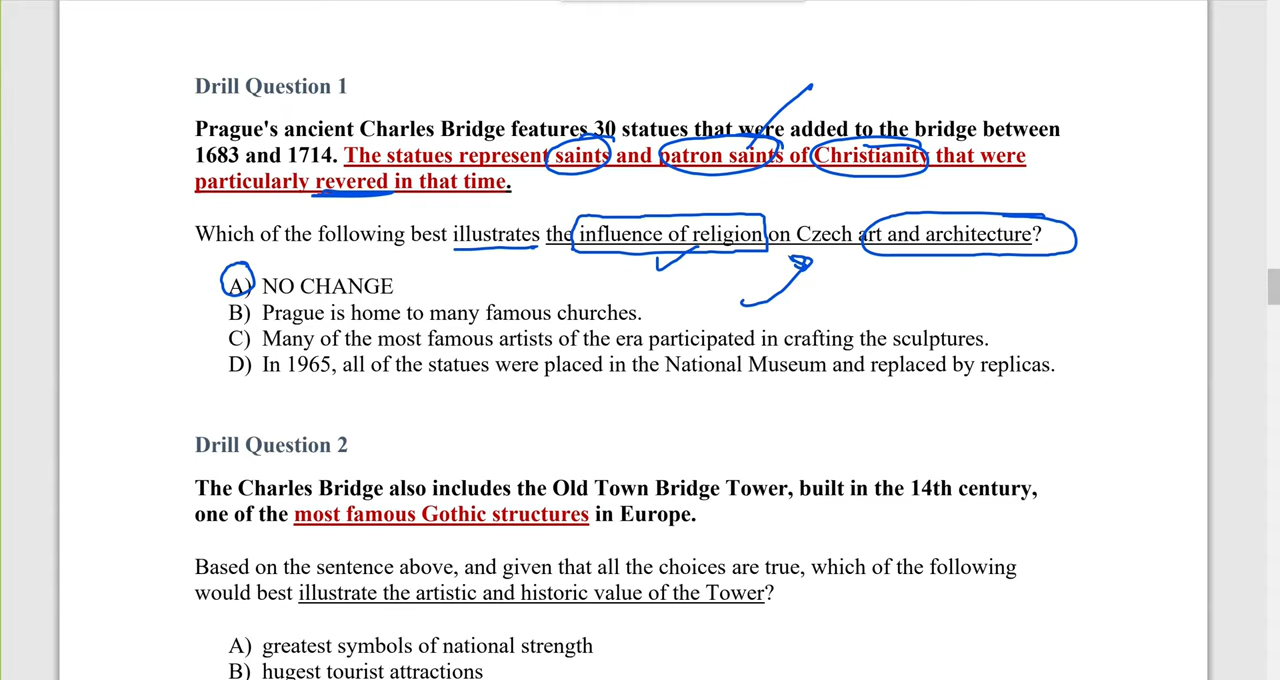 Drill Question 1
Prague's ancient Charles Bridge features 30 statues that were added to the bridge between
1683 and 1714. The statues represent saints and patron saints of Christianity that were
particularly revered in that time.
Which of the following best illustrates the influence of religion on Czech art and architecture?
A) NO CHANGE
B) Prague is home to many famous churches.
C) Many of the most famous artists of the era participated in crafting the sculptures.
D) In 1965, all of the statues were placed in the National Museum and replaced by replicas.
Drill Question 2
The Charles Bridge also includes the Old Town Bridge Tower, built in the 14th century,
one of the most famous Gothic structures in Europe.
Based on the sentence above, and given that all the choices are true, which of the following
would best illustrate the artistic and historic value of the Tower?
A) greatest symbols of national strength
B) hugest tourist attractions